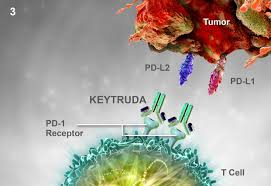 3
Tumor
PD-L2
PD-L1
KEYTRUDA
PD-1
Receptor
T Cell